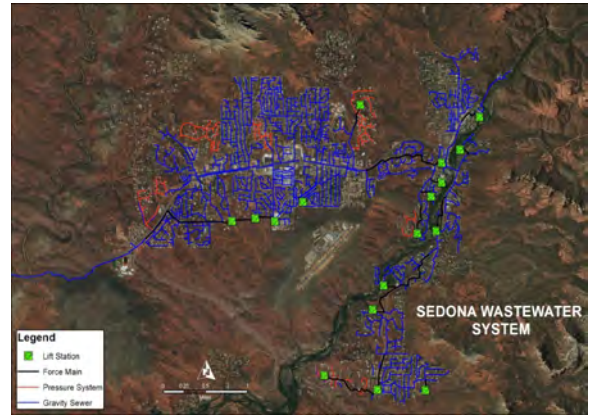 SEDONA WASTEWATER
SYSTEM
Legend
Lift Station
Force Main
Pressure System
Gravity Sewer